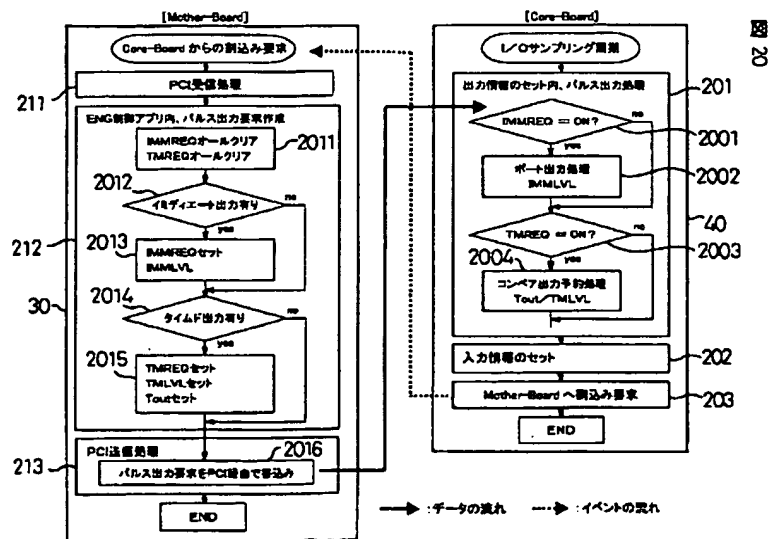 図20
[Mother-Board]
Core-Board からの割込み要求
211
PCI受信処理
ENG制御アプリ内、パルス出力要求作成
IMMREQオールクリア
TMREQオールクリア
2011
2012
イミディエート出力有り
no
yes
2013
IMMREQセット
IMMLVL
212
2014
タイムド出力有り
no
yes
30
2015
TMREQセット
TMLVLセット
Toutセット
PCI送信処理
2016
213
パルス出力要求をPCI経由で書込み
END
[Core-Board]
I/Oサンプリング周期
出力情報のセット内、パルス出力処理
201
IMMREQ == ON?
no
2001
yes
ポート出力処理
IMMLVL
2002
40
TMREQ == ON?
no
2003
yes
2004
コンペア出力予約処理
Tout/TMLVL
入力情報のセット
202
Mother-Board へ割込み要求
203
END
:データの流れ
:イベントの流れ